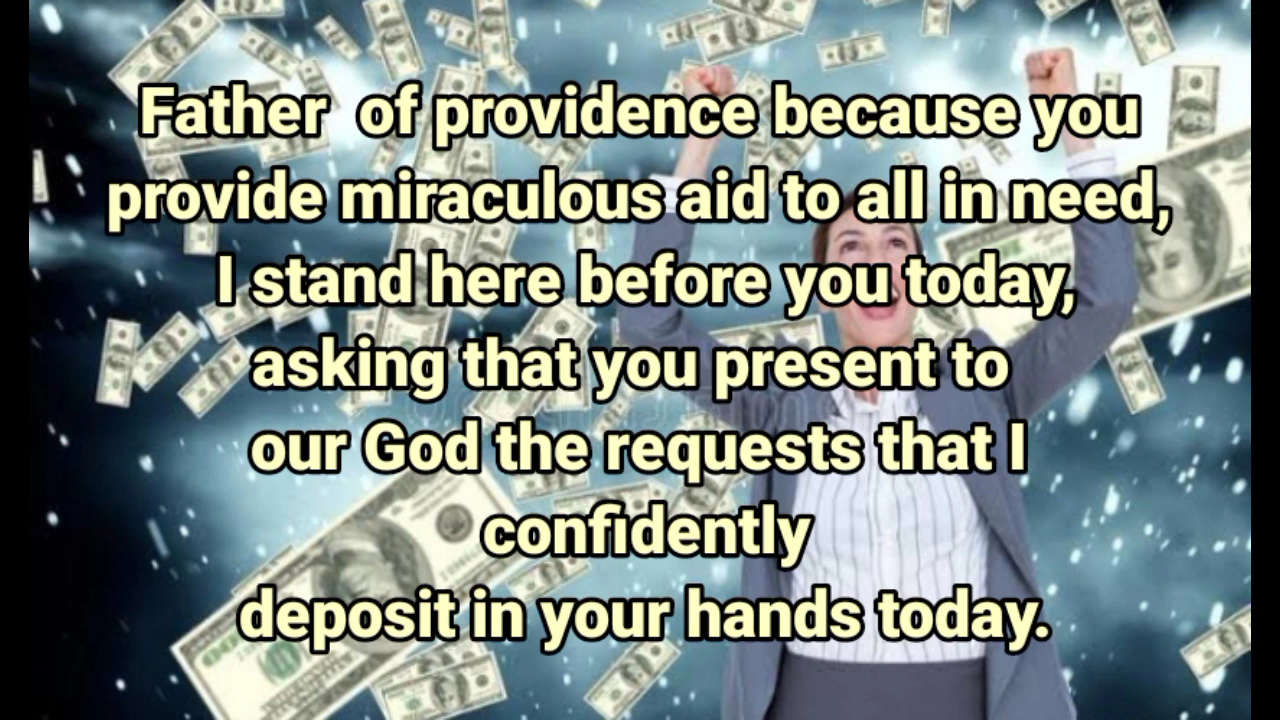 Father  of providence because you
provide miraculous aid to all in need,
I stand here before you today,
asking that you present to
our God the requests that I
confidently
deposit in your hands today.